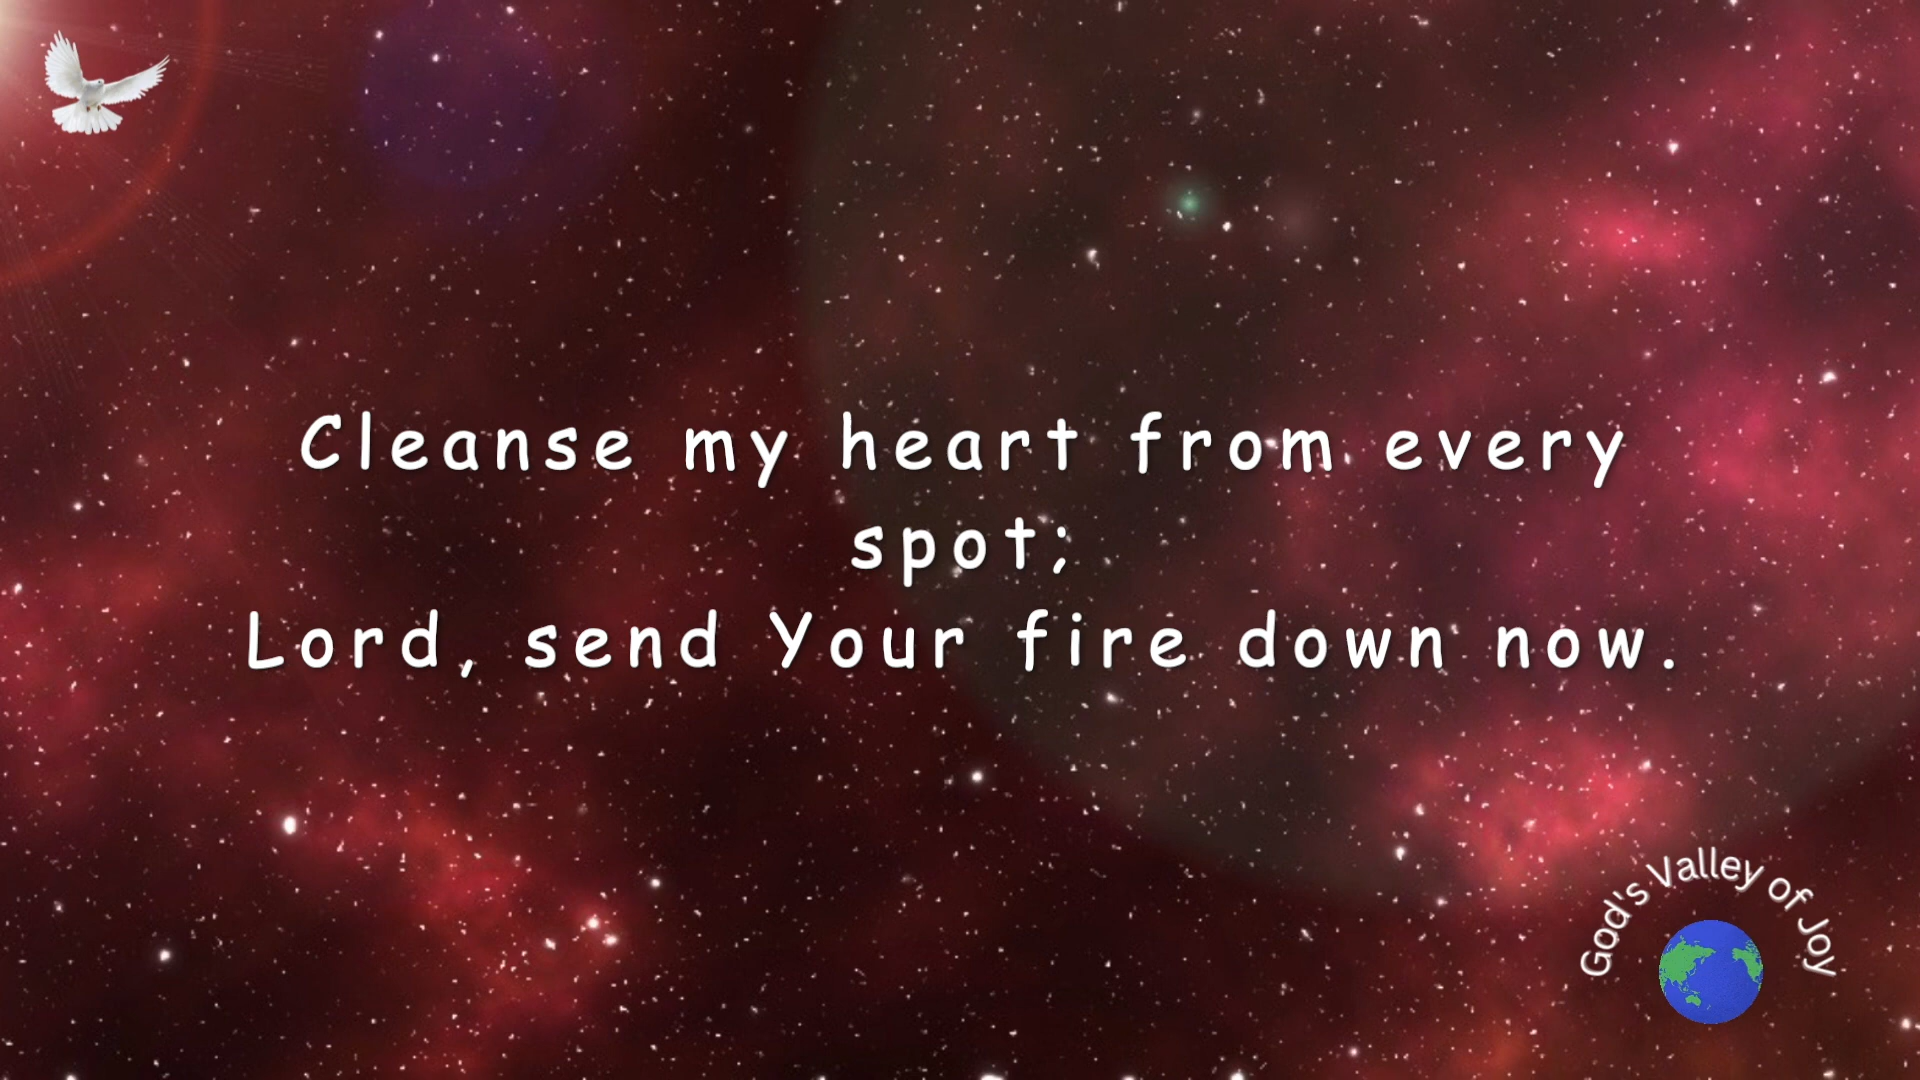 Cleanse my heart from every
spot;
Lord, send Your fire down now.
God's Valley of Joy